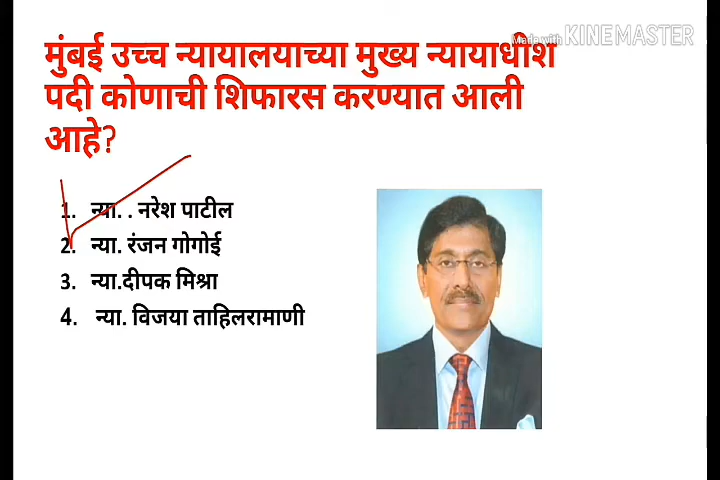 Made with KINEMASTER
मुंबई उच्च न्यायालयाच्या मुख्य न्यायाधीश
पदी कोणाची शिफारस करण्यात आली
आहे?
1. न्या. . नरेश पाटील
2. न्या. रंजन गोगोई
3. न्या.दीपक मिश्रा
4. न्या. विजया ताहिलरामाणी